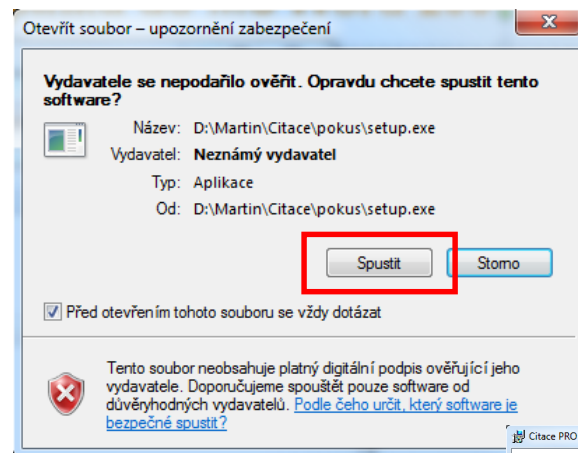 Otevřít soubor – upozornění zabezpečení
Vydavatele se nepodařilo ověřit. Opravdu chcete spustit tento
software?
Název: D:\Martin\Citace\pokus\setup.exe
Vydavatel: Neznámý vydavatel
Typ: Aplikace
Od: D:\Martin\Citace\pokus\setup.exe
Spustit Storno
Před otevřením tohoto souboru se vždy dotázat
Tento soubor neobsahuje platný digitální podpis ověřující jeho
vydavatele. Doporučujeme spouštět pouze software od
důvěryhodných vydavatelů. Podle čeho určit, který software je
bezpečné spustit?
Citace PRO